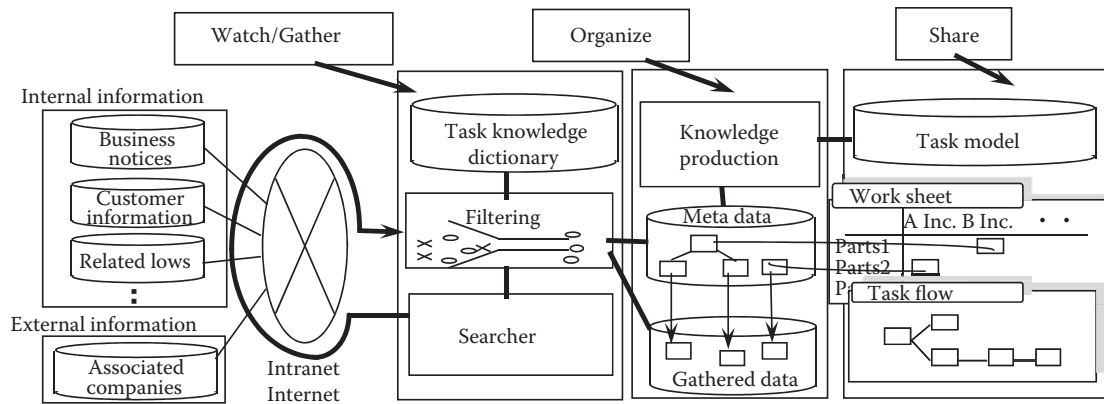 Watch/Gather
Organize
Share
Internal information
Business
notices
Customer
information
Related lows
External information
Associated
companies
Intranet
Internet
Task knowledge
dictionary
Filtering
X X X O O O X O O O
Searcher
Knowledge
production
Meta data
Gathered data
Task model
Work sheet
A Inc. B Inc. · ·
Parts1
Parts2
Task flow